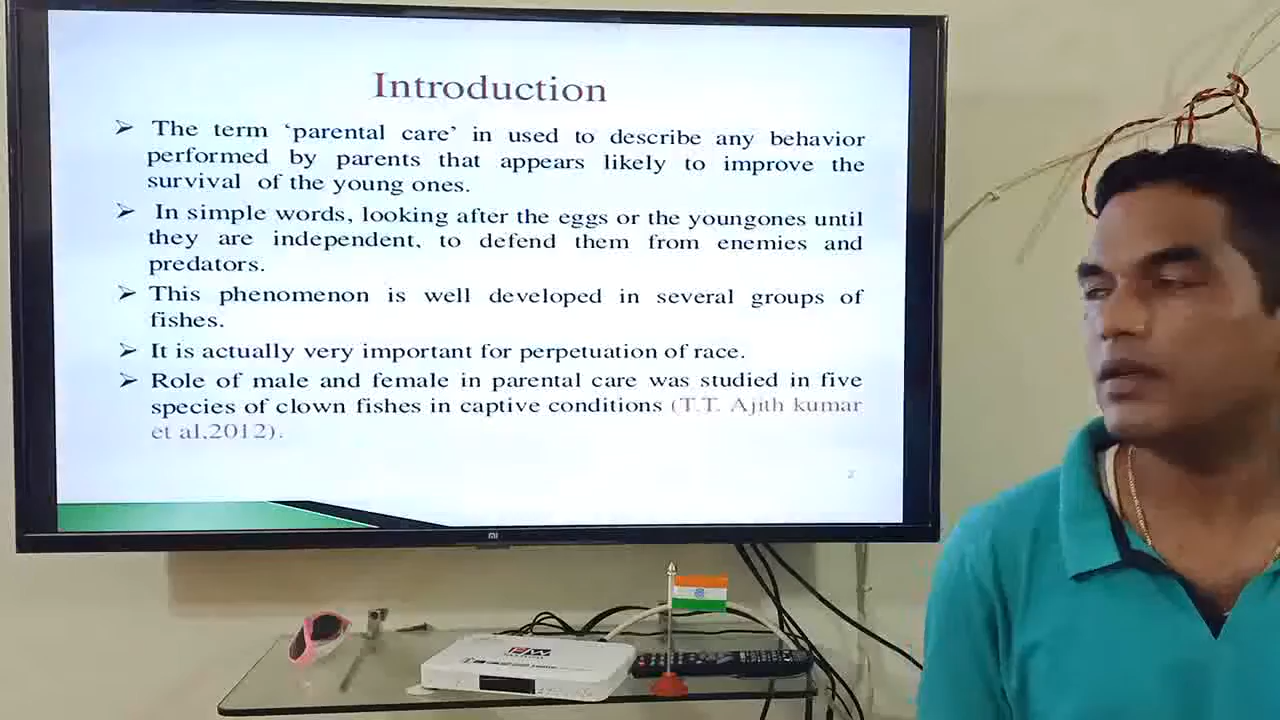 Introduction
➢ The term ‘parental care’ in used to describe any behavior
performed by parents that appears likely to improve the
survival of the young ones.
➢ In simple words, looking after the eggs or the youngones until
they are independent, to defend them from enemies and
predators.
➢ This phenomenon is well developed in several groups of
fishes.
➢ It is actually very important for perpetuation of race.
➢ Role of male and female in parental care was studied in five
species of clown fishes in captive conditions (T.T. Ajith kumar
et al,2012).
2
mi